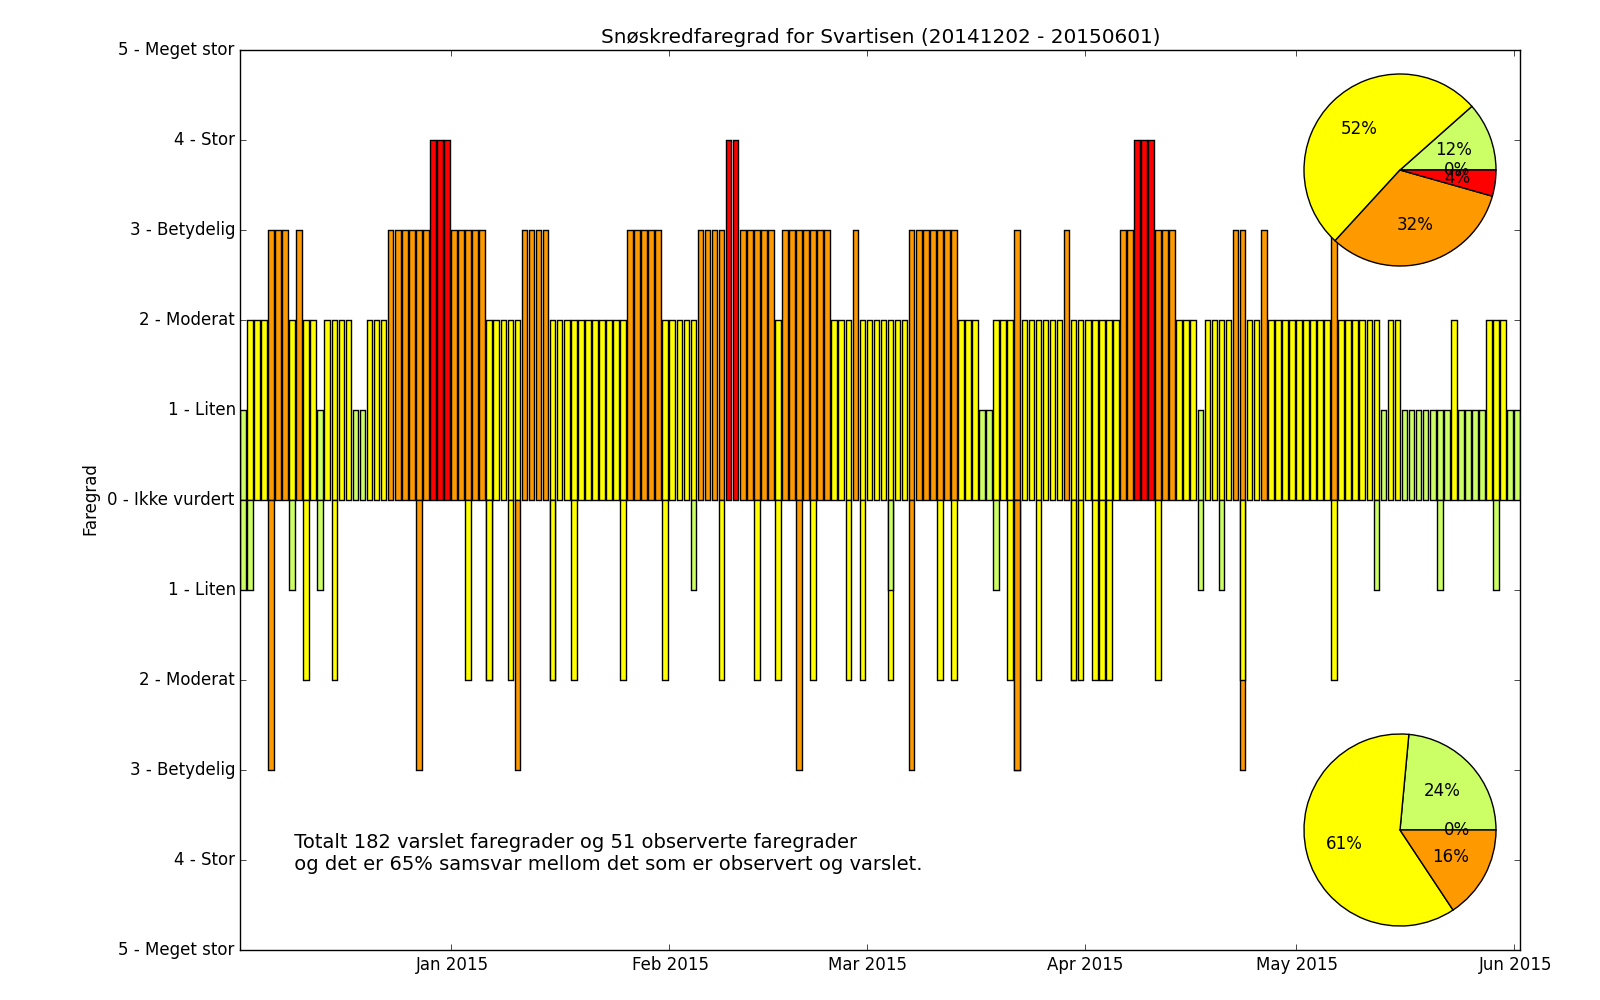 Snøskredfaregrad for Svartisen (20141202 - 20150601)
5 - Meget stor
4 - Stor
3 - Betydelig
2 - Moderat
1 - Liten
0 - Ikke vurdert
1 - Liten
2 - Moderat
3 - Betydelig
4 - Stor
5 - Meget stor
Faregrad
52%
12%
0%
4%
32%
24%
0%
61%
16%
Totalt 182 varslet faregrader og 51 observerte faregrader
og det er 65% samsvar mellom det som er observert og varslet.
Jan 2015
Feb 2015
Mar 2015
Apr 2015
May 2015
Jun 2015